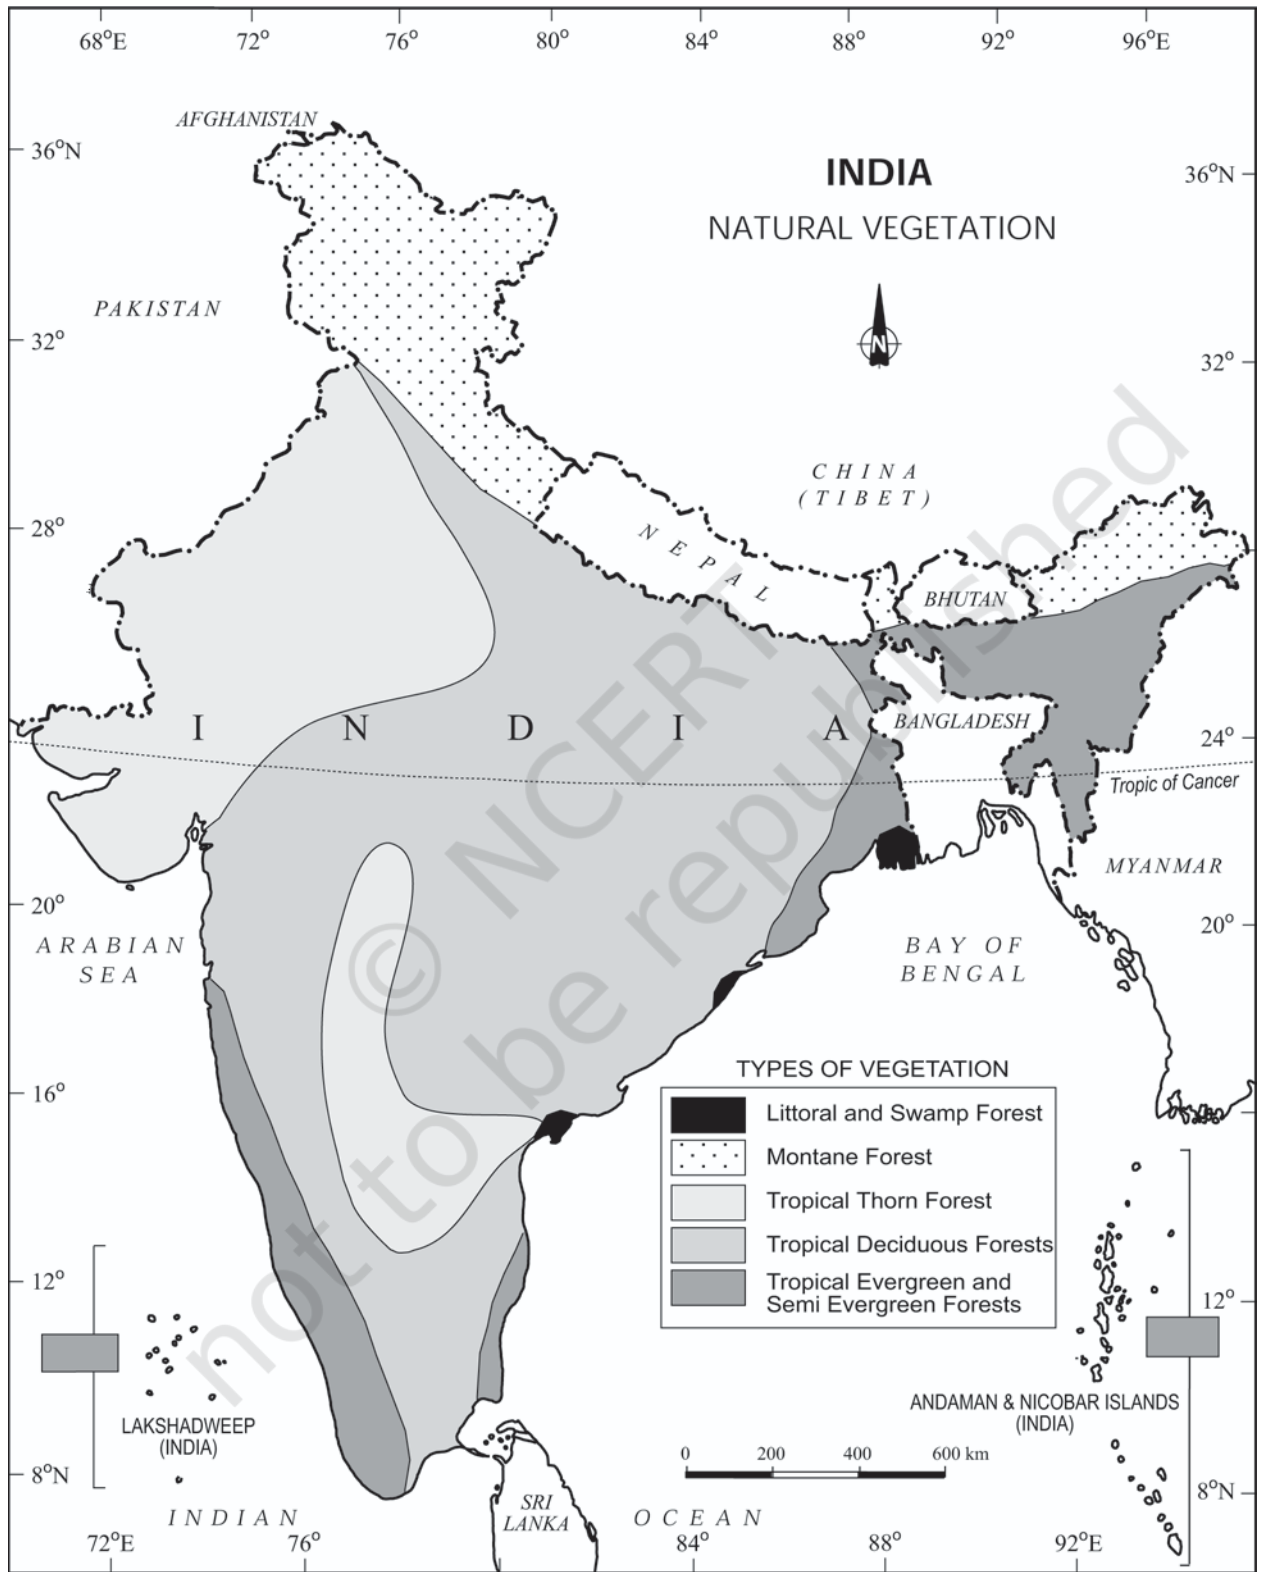 68°E 72° 76° 80° 84° 88° 92° 96°E
AFGHANISTAN
36°N
INDIA
36°N
NATURAL VEGETATION
PAKISTAN
N
32°
32°
CHINA
(TIBET)
28°
NEPAL
BHUTAN
INDIA
BANGLADESH
24°
Tropic of Cancer
MYANMAR
20°
20°
ARABIAN
SEA
BAY OF
BENGAL
© NCERT
not to be republished
16°
TYPES OF VEGETATION
Littoral and Swamp Forest
Montane Forest
Tropical Thorn Forest
Tropical Deciduous Forests
Tropical Evergreen and
Semi Evergreen Forests
12°
12°
LAKSHADWEEP
(INDIA)
ANDAMAN & NICOBAR ISLANDS
(INDIA)
0 200 400 600 km
8°N
8°N
SRI
LANKA
INDIAN OCEAN
72°E 76° 84° 88° 92°E